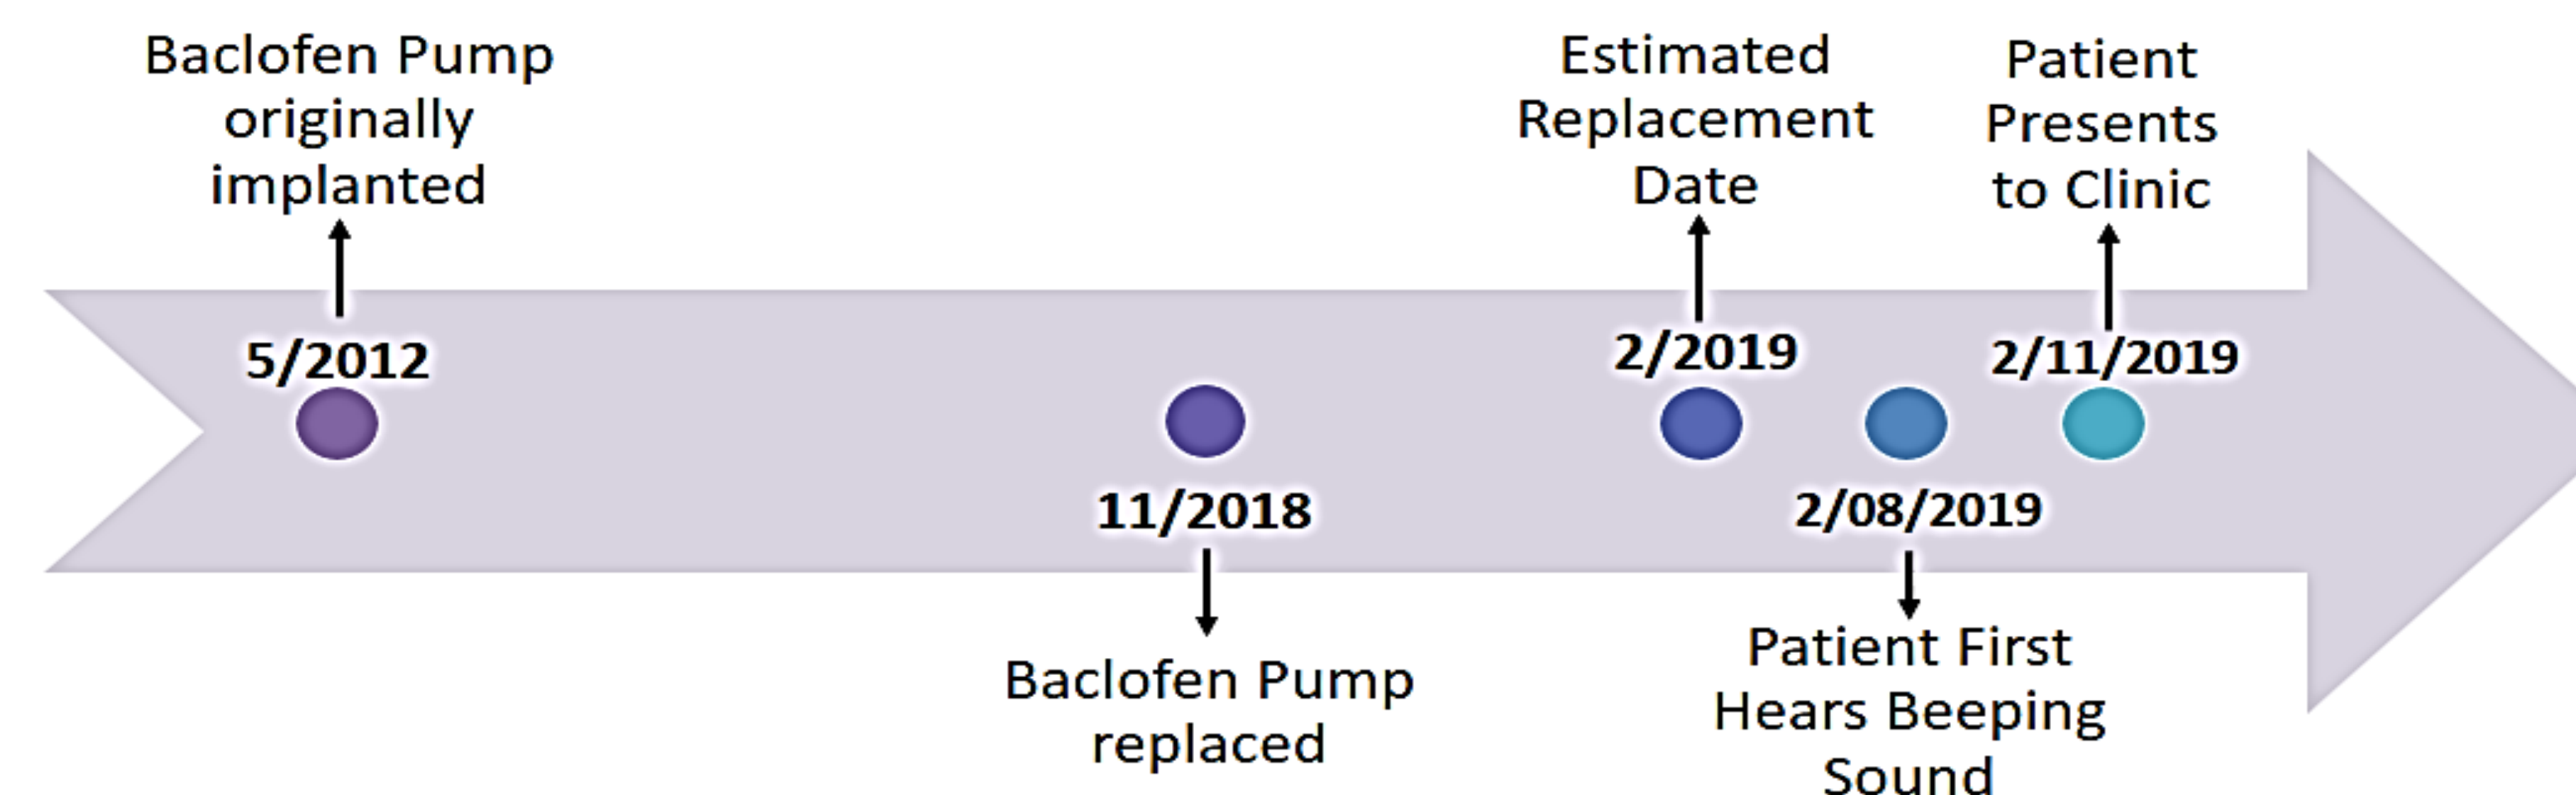 Baclofen Pump
originally
implanted
5/2012
11/2018
Baclofen Pump
replaced
Estimated
Replacement
Date
2/2019
2/08/2019
Patient First
Hears Beeping
Sound
Patient
Presents
to Clinic
2/11/2019